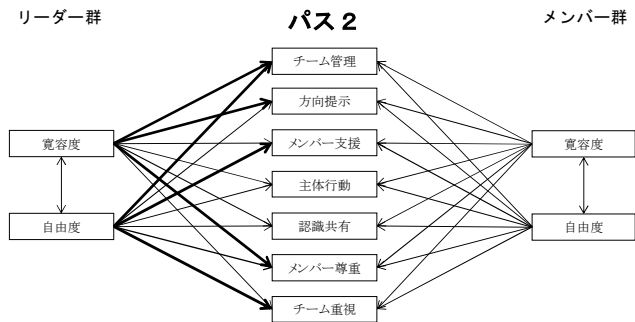 リーダー群
パス２
メンバー群
チーム管理
方向提示
寛容度
メンバー支援
寛容度
主体行動
自由度
認識共有
自由度
メンバー尊重
チーム重視